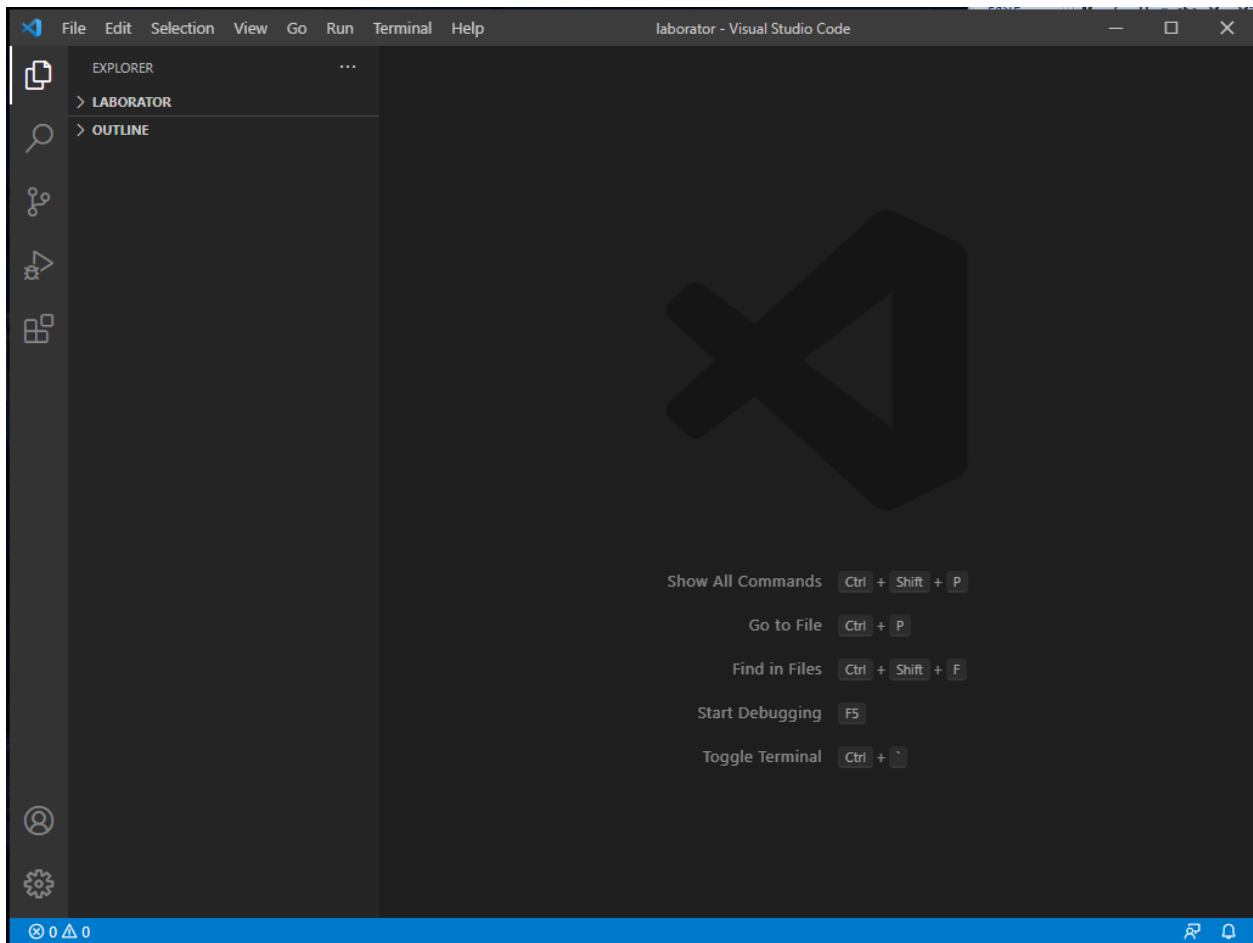 File Edit Selection View Go Run Terminal Help laborator - Visual Studio Code
EXPLORER
LABORATOR
OUTLINE
Show All Commands Ctrl + Shift + P
Go to File Ctrl + P
Find in Files Ctrl + Shift + F
Start Debugging F5
Toggle Terminal Ctrl + `
0 0